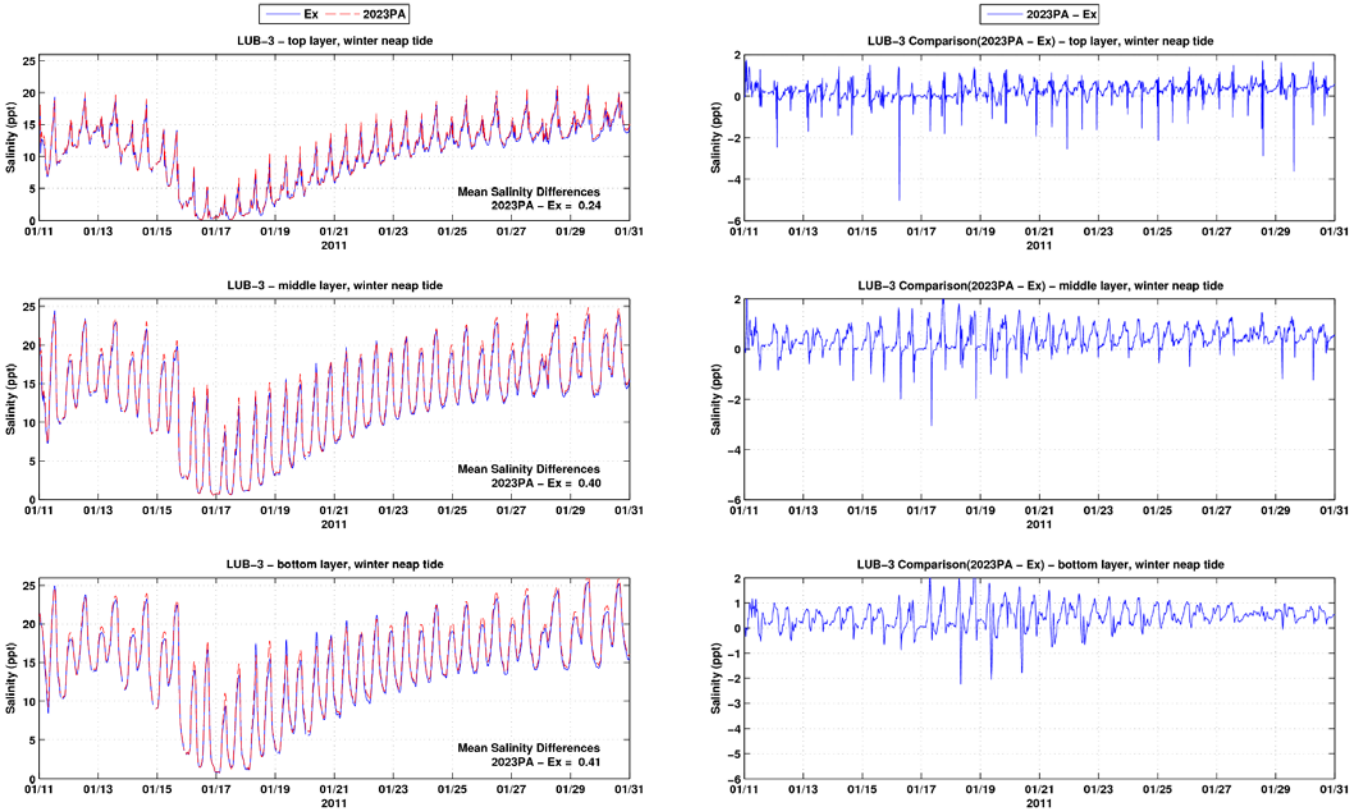 Ex 2023PA
LUB−3 − top layer, winter neap tide
Salinity (ppt)
25
20
15
10
5
0
Mean Salinity Differences
2023PA − Ex = 0.24
01/11 01/13 01/15 01/17 01/19 01/21 01/23 01/25 01/27 01/29 01/31
2011
2023PA − Ex
LUB−3 Comparison(2023PA − Ex) − top layer, winter neap tide
Salinity (ppt)
2
0
−2
−4
−6
01/11 01/13 01/15 01/17 01/19 01/21 01/23 01/25 01/27 01/29 01/31
2011
LUB−3 − middle layer, winter neap tide
Salinity (ppt)
25
20
15
10
5
0
Mean Salinity Differences
2023PA − Ex = 0.40
01/11 01/13 01/15 01/17 01/19 01/21 01/23 01/25 01/27 01/29 01/31
2011
LUB−3 Comparison(2023PA − Ex) − middle layer, winter neap tide
Salinity (ppt)
2
0
−2
−4
−6
01/11 01/13 01/15 01/17 01/19 01/21 01/23 01/25 01/27 01/29 01/31
2011
LUB−3 − bottom layer, winter neap tide
Salinity (ppt)
25
20
15
10
5
0
Mean Salinity Differences
2023PA − Ex = 0.41
01/11 01/13 01/15 01/17 01/19 01/21 01/23 01/25 01/27 01/29 01/31
2011
LUB−3 Comparison(2023PA − Ex) − bottom layer, winter neap tide
Salinity (ppt)
2
1
0
−1
−2
−3
−4
−5
−6
01/11 01/13 01/15 01/17 01/19 01/21 01/23 01/25 01/27 01/29 01/31
2011